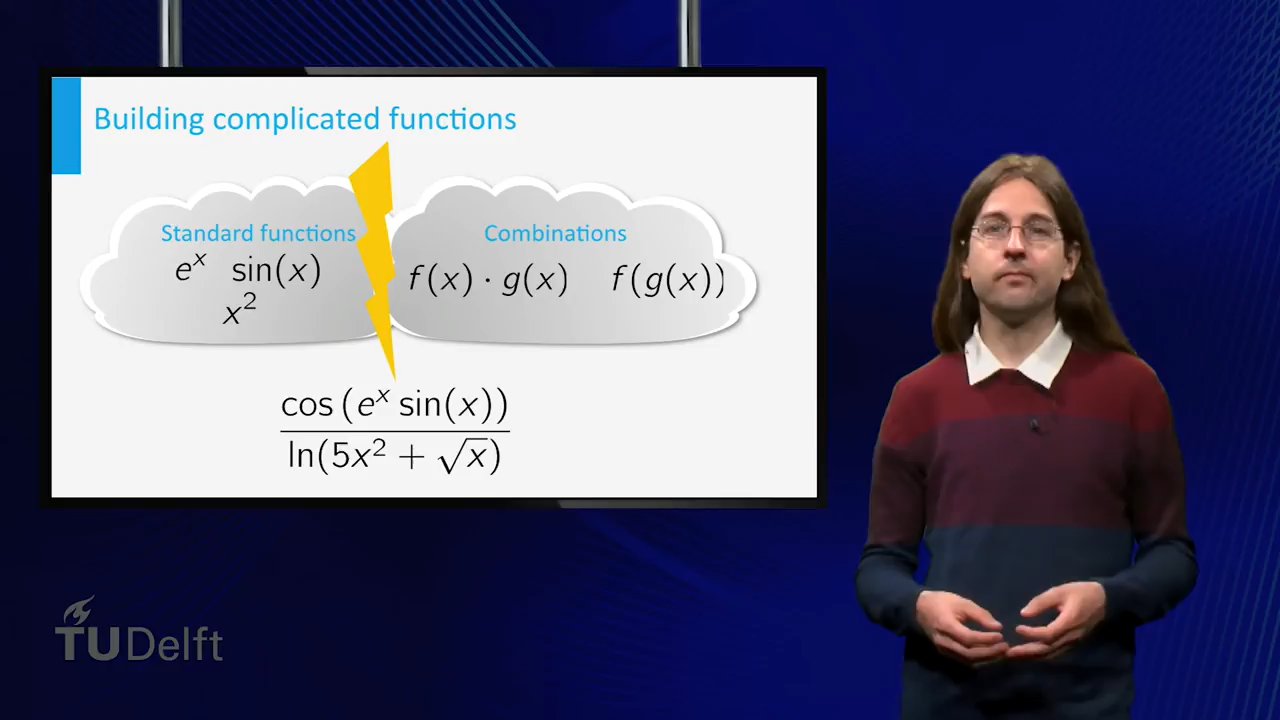 Building complicated functions
Standard functions
e^x sin(x)
x^2
Combinations
f(x) · g(x) f(g(x))
cos (e^x sin(x))
ln(5x^2 + √x)
TU Delft